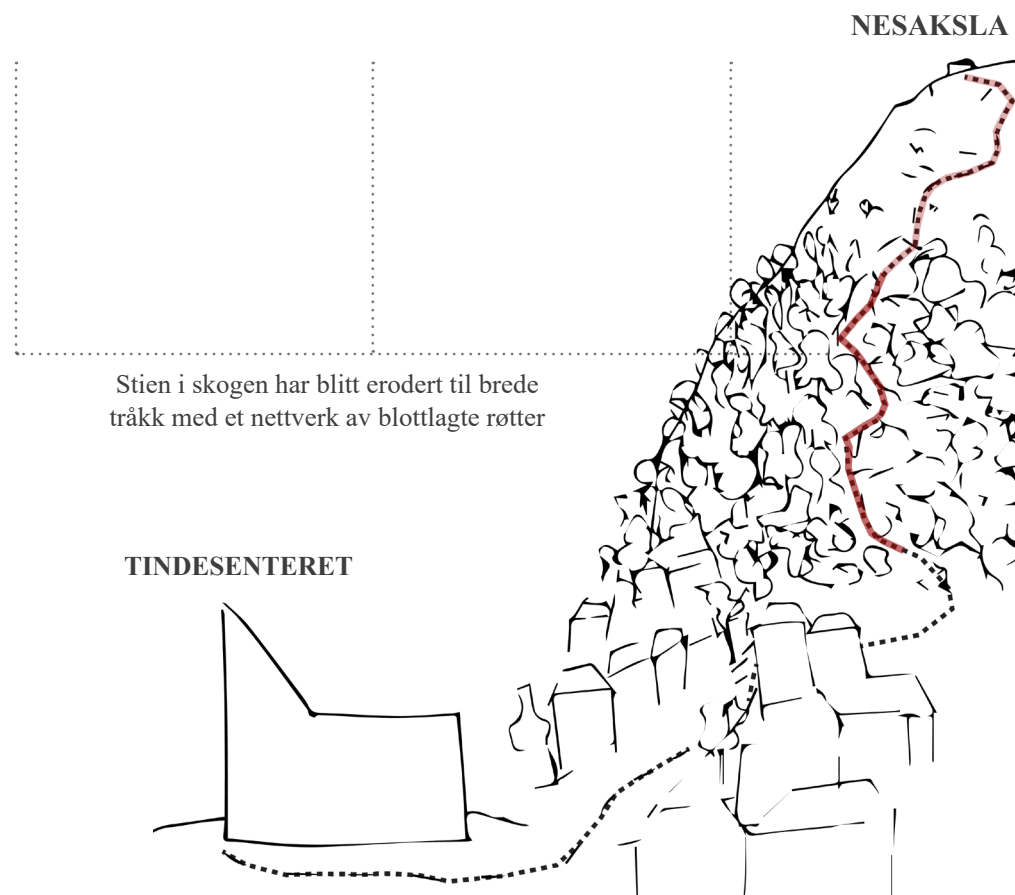 NESAKSLA
Stien i skogen har blitt erodert til brede
tråkk med et nettverk av blottlagte røtter
TINDESENTERET